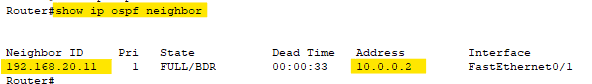 Router#show ip ospf neighbor
Neighbor ID     Pri   State           Dead Time   Address         Interface
192.168.20.11     1   FULL/BDR        00:00:33    10.0.0.2        FastEthernet0/1
Router#